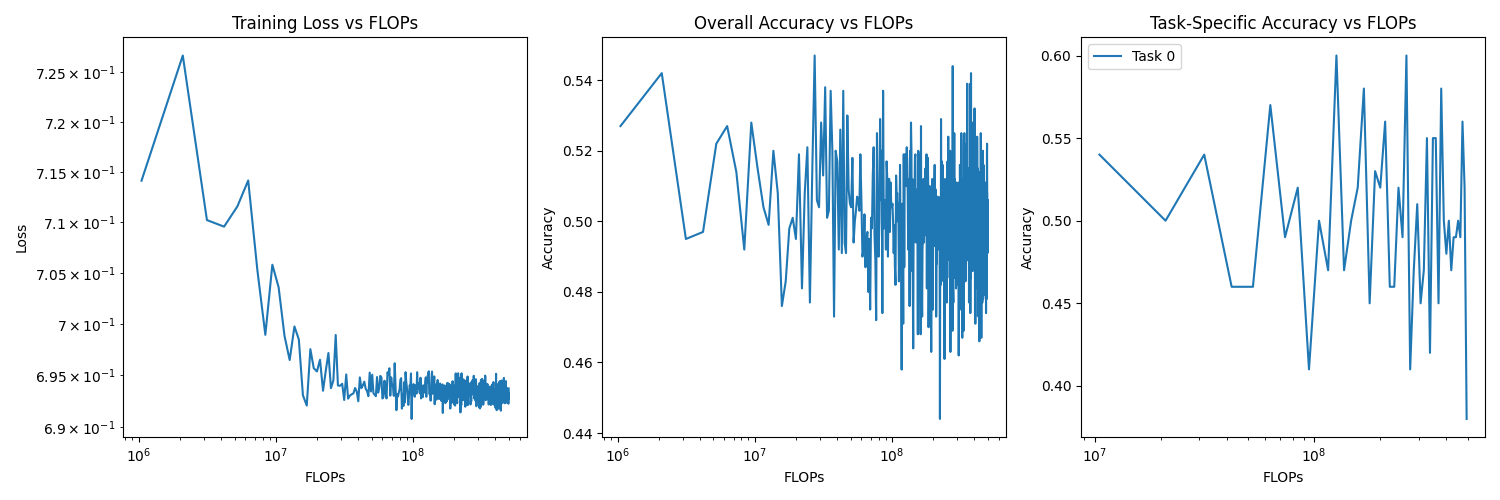 Training Loss vs FLOPs
7.25 × 10⁻¹
7.2 × 10⁻¹
7.15 × 10⁻¹
7.1 × 10⁻¹
7.05 × 10⁻¹
7 × 10⁻¹
6.95 × 10⁻¹
6.9 × 10⁻¹
Loss
10⁶ 10⁷ 10⁸
FLOPs
Overall Accuracy vs FLOPs
0.54
0.52
0.50
0.48
0.46
0.44
Accuracy
10⁶ 10⁷ 10⁸
FLOPs
Task-Specific Accuracy vs FLOPs
Task 0
0.60
0.55
0.50
0.45
0.40
Accuracy
10⁷ 10⁸
FLOPs